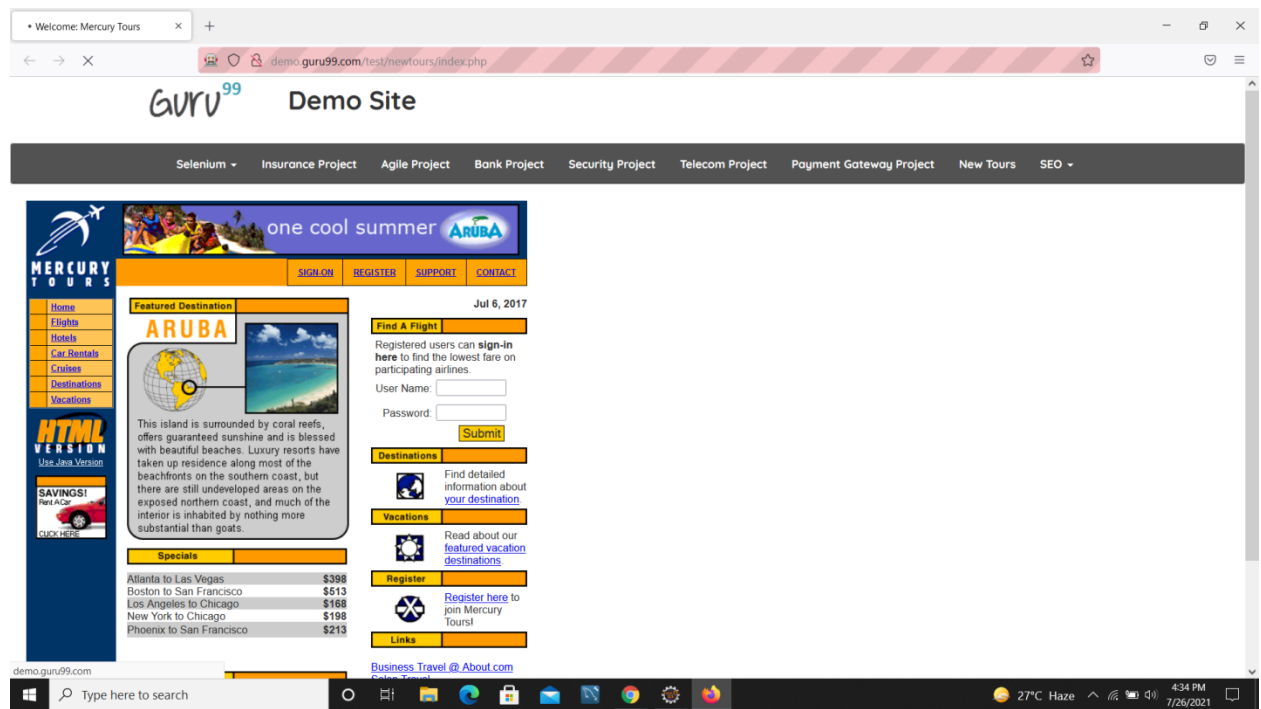 Welcome: Mercury Tours
demo.guru99.com/test/newtours/index.php
GURU99 Demo Site
Selenium Insurance Project Agile Project Bank Project Security Project Telecom Project Payment Gateway Project New Tours SEO
MERCURY
TOURS
one cool summer ARUBA
SIGN-ON REGISTER SUPPORT CONTACT
Home
Flights
Hotels
Car Rentals
Cruises
Destinations
Vacations
HTML
VERSION
Use Java Version
SAVINGS!
Rent A Car
CLICK HERE
Featured Destination
ARUBA
This island is surrounded by coral reefs,
offers guaranteed sunshine and is blessed
with beautiful beaches. Luxury resorts have
taken up residence along most of the
beachfronts on the southern coast, but
there are still undeveloped areas on the
exposed northern coast, and much of the
interior is inhabited by nothing more
substantial than goats.
Specials
Atlanta to Las Vegas $398
Boston to San Francisco $513
Los Angeles to Chicago $168
New York to Chicago $198
Phoenix to San Francisco $213
Jul 6, 2017
Find A Flight
Registered users can sign-in
here to find the lowest fare on
participating airlines.
User Name:
Password:
Submit
Destinations
Find detailed
information about
your destination.
Vacations
Read about our
featured vacation
destinations.
Register
Register here to
join Mercury
Tours!
Links
Business Travel @ About.com
demo.guru99.com
Type here to search
27°C Haze
4:34 PM
7/26/2021